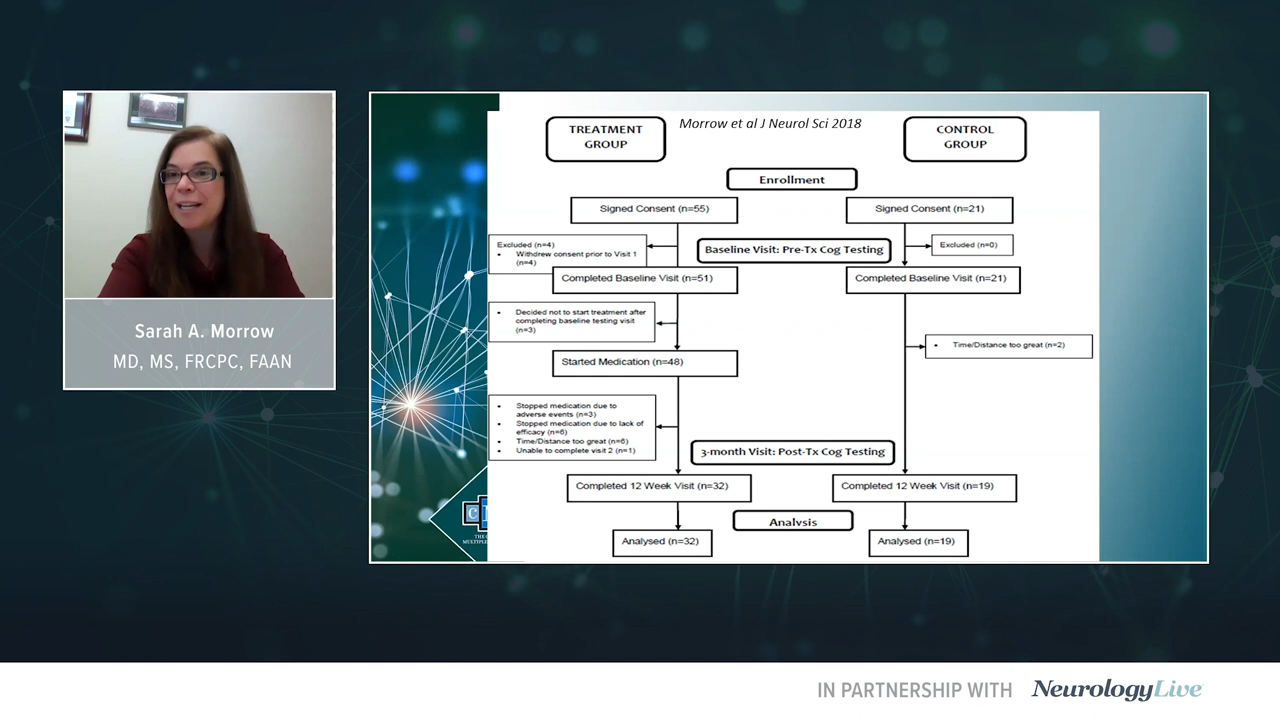 Sarah A. Morrow
MD, MS, FRCPC, FAAN
TREATMENT
GROUP
Morrow et al J Neurol Sci 2018
CONTROL
GROUP
Enrollment
Signed Consent (n=55)
Signed Consent (n=21)
Excluded (n=4)
• Withdrew consent prior to Visit 1
(n=4)
Baseline Visit: Pre-Tx Cog Testing
Excluded (n=0)
Completed Baseline Visit (n=51)
Completed Baseline Visit (n=21)
• Decided not to start treatment after
completing baseline testing visit
(n=3)
• Time/Distance too great (n=2)
Started Medication (n=48)
• Stopped medication due to
adverse events (n=3)
• Stopped medication due to lack of
efficacy (n=6)
• Time/Distance too great (n=6)
• Unable to complete visit 2 (n=1)
3-month Visit: Post-Tx Cog Testing
Completed 12 Week Visit (n=32)
Completed 12 Week Visit (n=19)
Analysis
Analysed (n=32)
Analysed (n=19)
IN PARTNERSHIP WITH NeurologyLive